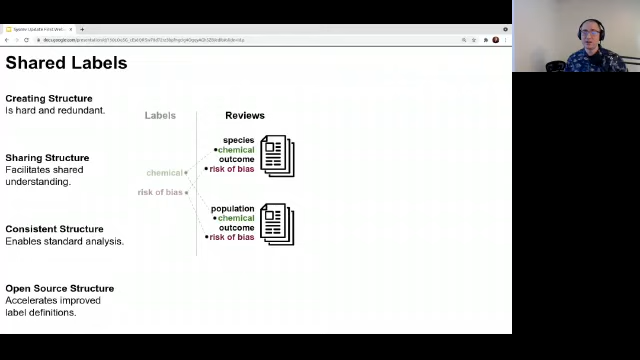 Shared Labels
Creating Structure
Is hard and redundant.
Sharing Structure
Facilitates shared
understanding.
Consistent Structure
Enables standard analysis.
Open Source Structure
Accelerates improved
label definitions.
Labels
chemical
risk of bias
Reviews
species
chemical
outcome
risk of bias
population
chemical
outcome
risk of bias